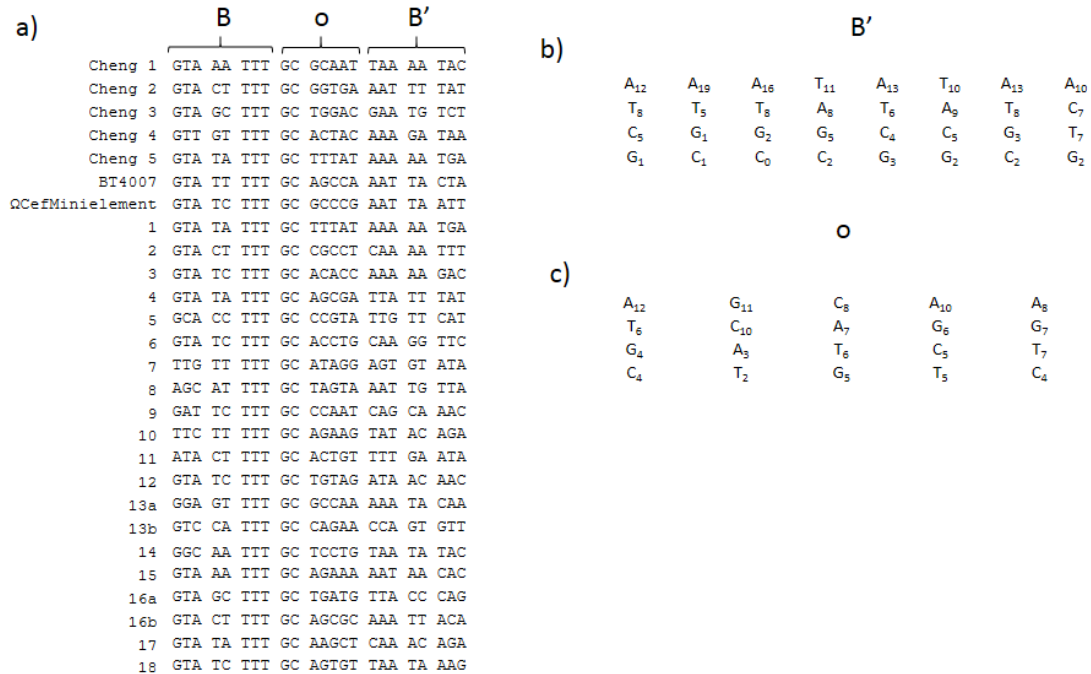 a)
B o B’
Cheng 1 GTA AA TTT GC GCAAT TAA AA TAC
Cheng 2 GTA CT TTT GC GGTGA AAT TT TAT
Cheng 3 GTA GC TTT GC TGGAC GAA TG TCT
Cheng 4 GTT GT TTT GC ACTAC AAA GA TAA
Cheng 5 GTA TA TTT GC TTTAT AAA AA TGA
BT4007 GTA TT TTT GC AGCCA AAT TA CTA
ΩCefMinielement GTA TC TTT GC GCCCG AAT TA ATT
1 GTA TA TTT GC TTTAT AAA AA TGA
2 GTA CT TTT GC CGCCT CAA AA TTT
3 GTA TC TTT GC ACACC AAA AA GAC
4 GTA TA TTT GC AGCGA TTA TT TAT
5 GCA CC TTT GC CCGTA TTG TT CAT
6 GTA TC TTT GC ACCTG CAA GG TTC
7 TTG TT TTT GC ATAGG AGT GT ATA
8 AGC AT TTT GC TAGTA AAT TG TTA
9 GAT TC TTT GC CCAAT CAG CA AAC
10 TTC TT TTT GC AGAAG TAT AC AGA
11 ATA CT TTT GC ACTGT TTT GA ATA
12 GTA TC TTT GC TGTAG ATA AC AAC
13a GGA GT TTT GC GCCAA AAA TA CAA
13b GTC CA TTT GC CAGAA CCA GT GTT
14 GGC AA TTT GC TCCTG TAA TA TAC
15 GTA AA TTT GC AGAAA AAT AA CAC
16a GTA GC TTT GC TGATG TTA CC CAG
16b GTA CT TTT GC AGCGC AAA TT ACA
17 GTA TA TTT GC AAGCT CAA AC AGA
18 GTA TC TTT GC AGTGT TAA TA AAG
b)
B’
A12 A19 A16 T11 A13 T10 A13 A10
T8 T5 T8 A8 T6 A9 T8 C7
C5 G1 G2 G5 C4 C5 G3 T7
G1 C1 C0 C2 G3 G2 C2 G2
c)
o
A12 G11 C8 A10 A8
T6 C10 A7 G6 G7
G4 A3 T6 C5 T7
C4 T2 G5 T5 C4